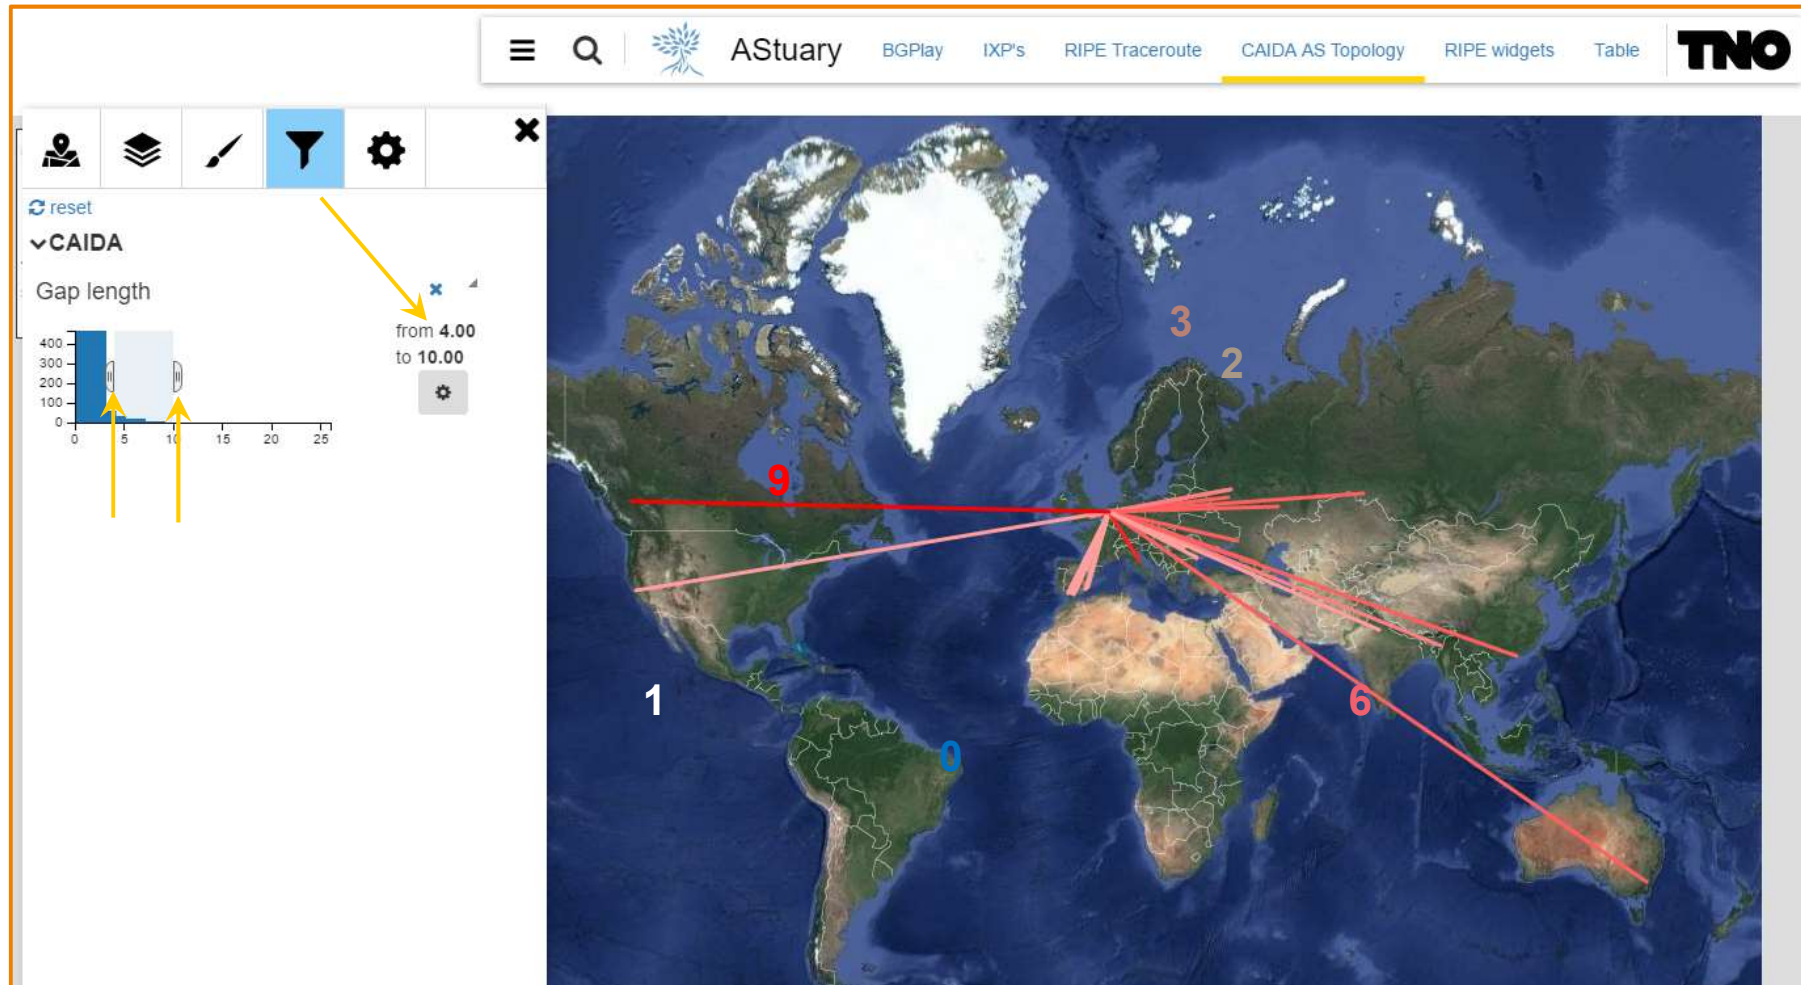 AStuary BGPlay IXP's RIPE Traceroute CAIDA AS Topology RIPE widgets Table TNO
reset
CAIDA
Gap length
from 4.00
to 10.00
400
300
200
100
0
0 5 10 15 20 25
3
2
9
1
6
0